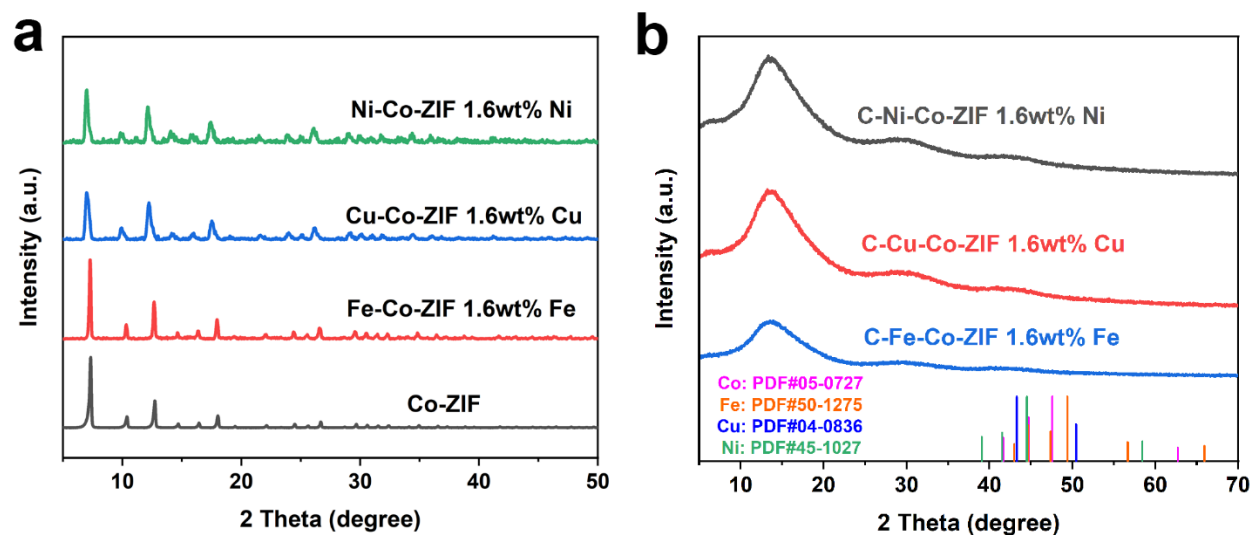 a
Ni-Co-ZIF 1.6wt% Ni
Cu-Co-ZIF 1.6wt% Cu
Fe-Co-ZIF 1.6wt% Fe
Co-ZIF
Intensity (a.u.)
10 20 30 40 50
2 Theta (degree)
b
C-Ni-Co-ZIF 1.6wt% Ni
C-Cu-Co-ZIF 1.6wt% Cu
C-Fe-Co-ZIF 1.6wt% Fe
Co: PDF#05-0727
Fe: PDF#50-1275
Cu: PDF#04-0836
Ni: PDF#45-1027
Intensity (a.u.)
10 20 30 40 50 60 70
2 Theta (degree)